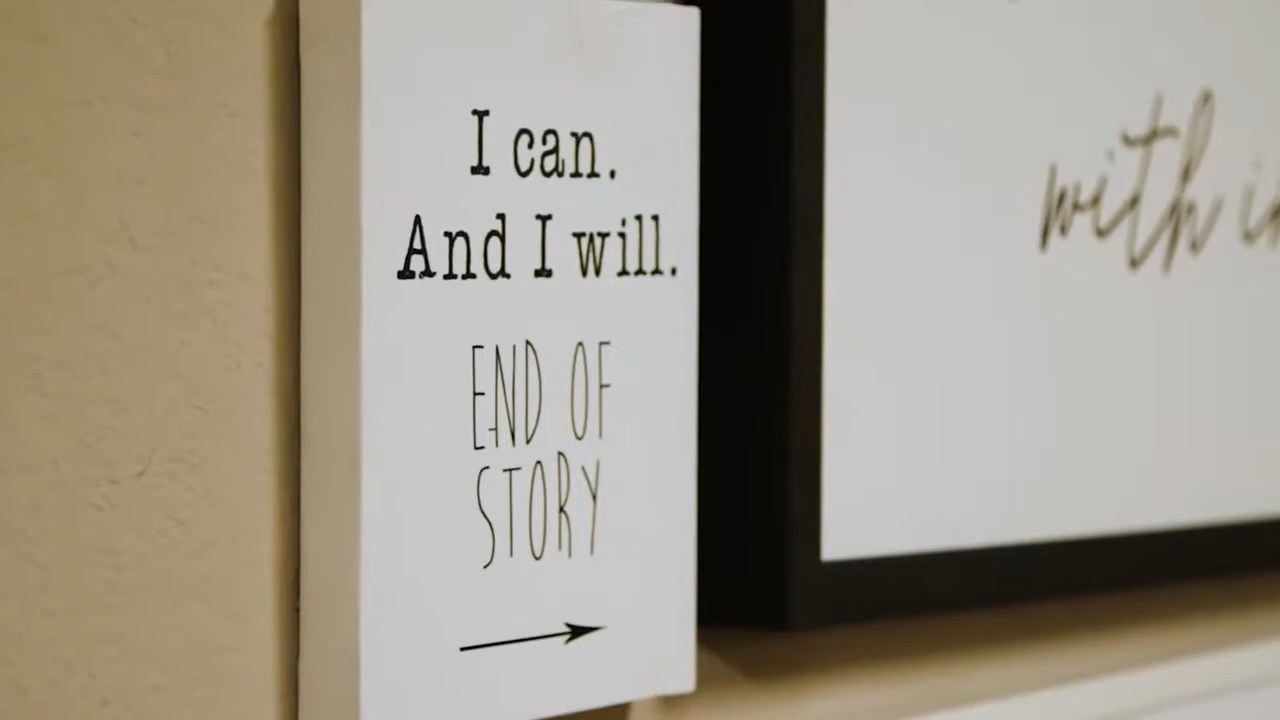 I can.
And I will.
END OF
STORY
with